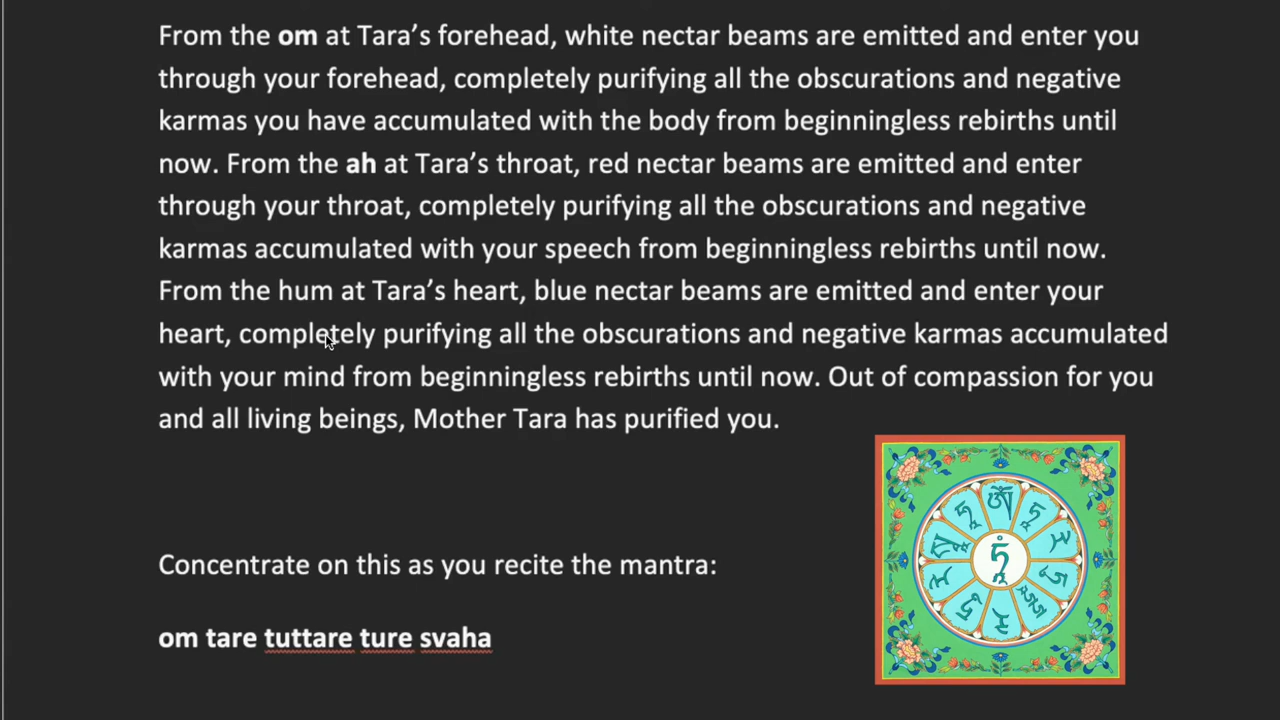 From the om at Tara’s forehead, white nectar beams are emitted and enter you
through your forehead, completely purifying all the obscurations and negative
karmas you have accumulated with the body from beginningless rebirths until
now. From the ah at Tara’s throat, red nectar beams are emitted and enter
through your throat, completely purifying all the obscurations and negative
karmas accumulated with your speech from beginningless rebirths until now.
From the hum at Tara’s heart, blue nectar beams are emitted and enter your
heart, completely purifying all the obscurations and negative karmas accumulated
with your mind from beginningless rebirths until now. Out of compassion for you
and all living beings, Mother Tara has purified you.
Concentrate on this as you recite the mantra:
om tare tuttare ture svaha